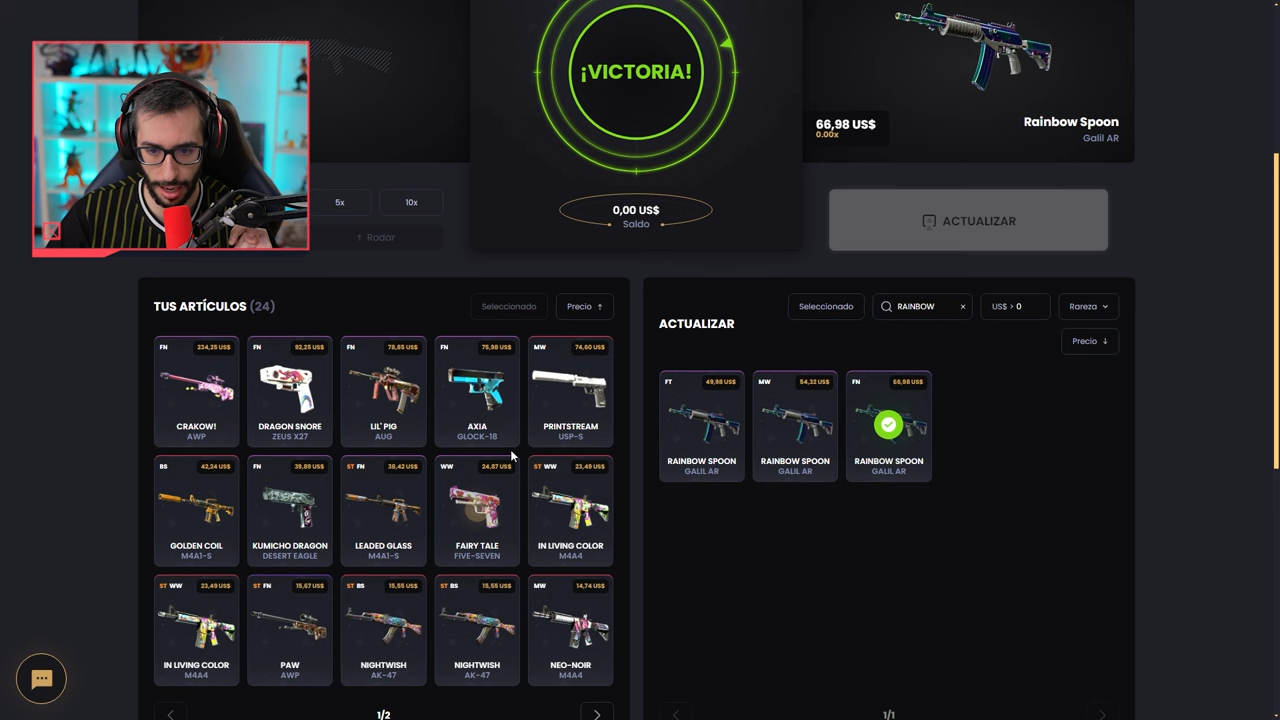 ¡VICTORIA!
66,98 US$
0.00x
Rainbow Spoon
Galil AR
5x
10x
Rodar
0,00 US$
Saldo
ACTUALIZAR
TUS ARTÍCULOS (24)
Seleccionado
Precio
FN
234,25 US$
CRAKOW!
AWP
FN
92,25 US$
DRAGON SNORE
ZEUS X27
FN
78,85 US$
LIL' PIG
AUG
FN
75,98 US$
AXIA
GLOCK-18
MW
74,60 US$
PRINTSTREAM
USP-S
BS
42,24 US$
GOLDEN COIL
M4A1-S
FN
39,89 US$
KUMICHO DRAGON
DESERT EAGLE
ST FN
38,42 US$
LEADED GLASS
M4A1-S
WW
24,87 US$
FAIRY TALE
FIVE-SEVEN
ST WW
23,49 US$
IN LIVING COLOR
M4A4
ST WW
23,49 US$
IN LIVING COLOR
M4A4
ST FN
15,67 US$
PAW
AWP
ST BS
15,55 US$
NIGHTWISH
AK-47
ST BS
15,55 US$
NIGHTWISH
AK-47
MW
14,74 US$
NEO-NOIR
M4A4
1/2
ACTUALIZAR
Seleccionado
RAINBOW
US$ > 0
Rareza
Precio
FT
49,98 US$
RAINBOW SPOON
GALIL AR
MW
54,32 US$
RAINBOW SPOON
GALIL AR
FN
66,98 US$
RAINBOW SPOON
GALIL AR
1/1